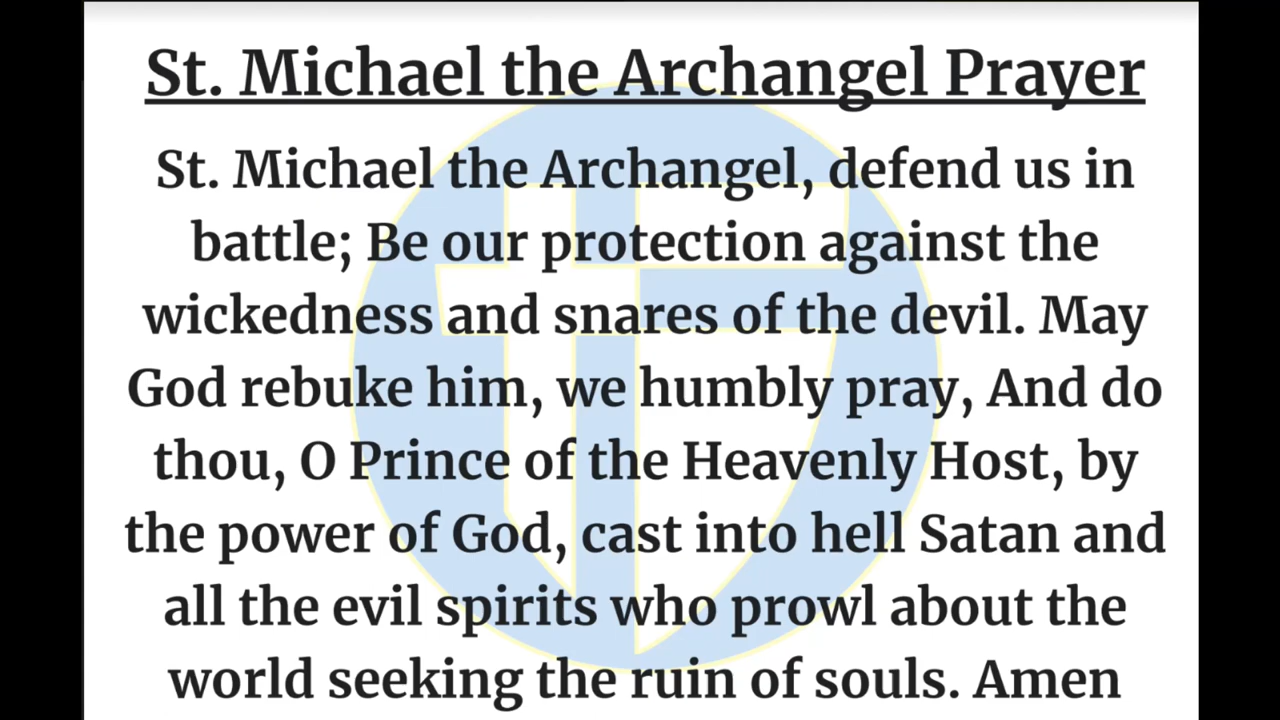 St. Michael the Archangel Prayer
St. Michael the Archangel, defend us in
battle; Be our protection against the
wickedness and snares of the devil. May
God rebuke him, we humbly pray, And do
thou, O Prince of the Heavenly Host, by
the power of God, cast into hell Satan and
all the evil spirits who prowl about the
world seeking the ruin of souls. Amen